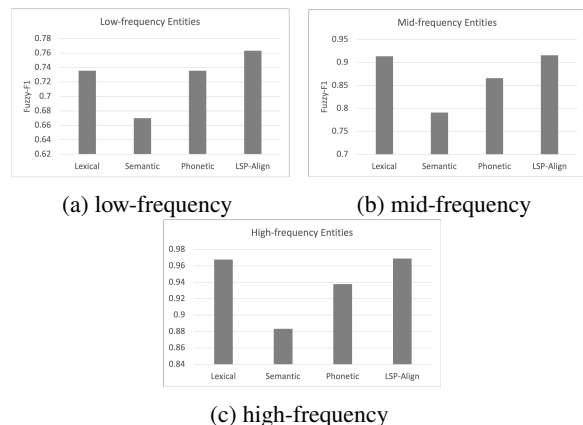 Low-frequency Entities
Fuzzy-F1
0.78
0.76
0.74
0.72
0.7
0.68
0.66
0.64
0.62
Lexical Semantic Phonetic LSP-Align
(a) low-frequency
Mid-frequency Entities
Fuzzy-F1
0.95
0.9
0.85
0.8
0.75
0.7
Lexical Semantic Phonetic LSP-Align
(b) mid-frequency
High-frequency Entities
Fuzzy-F1
0.98
0.96
0.94
0.92
0.9
0.88
0.86
0.84
Lexical Semantic Phonetic LSP-Align
(c) high-frequency